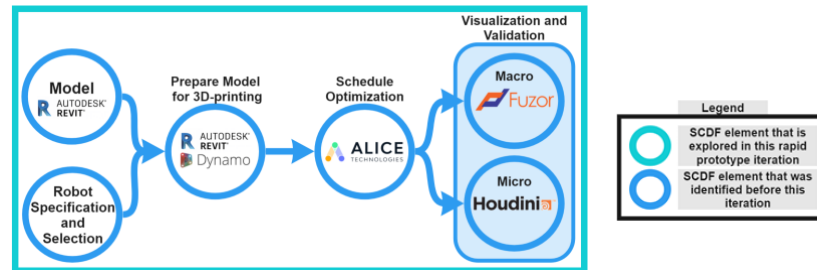 Model
AUTODESK®
REVIT®
Robot
Specification
and
Selection
Prepare Model
for 3D-printing
AUTODESK®
REVIT®
Dynamo
Schedule
Optimization
ALICE
TECHNOLOGIES
Visualization and
Validation
Macro
Fuzor
Micro
Houdini
Legend
SCDF element that is
explored in this rapid
prototype iteration
SCDF element that was
identified before this
iteration